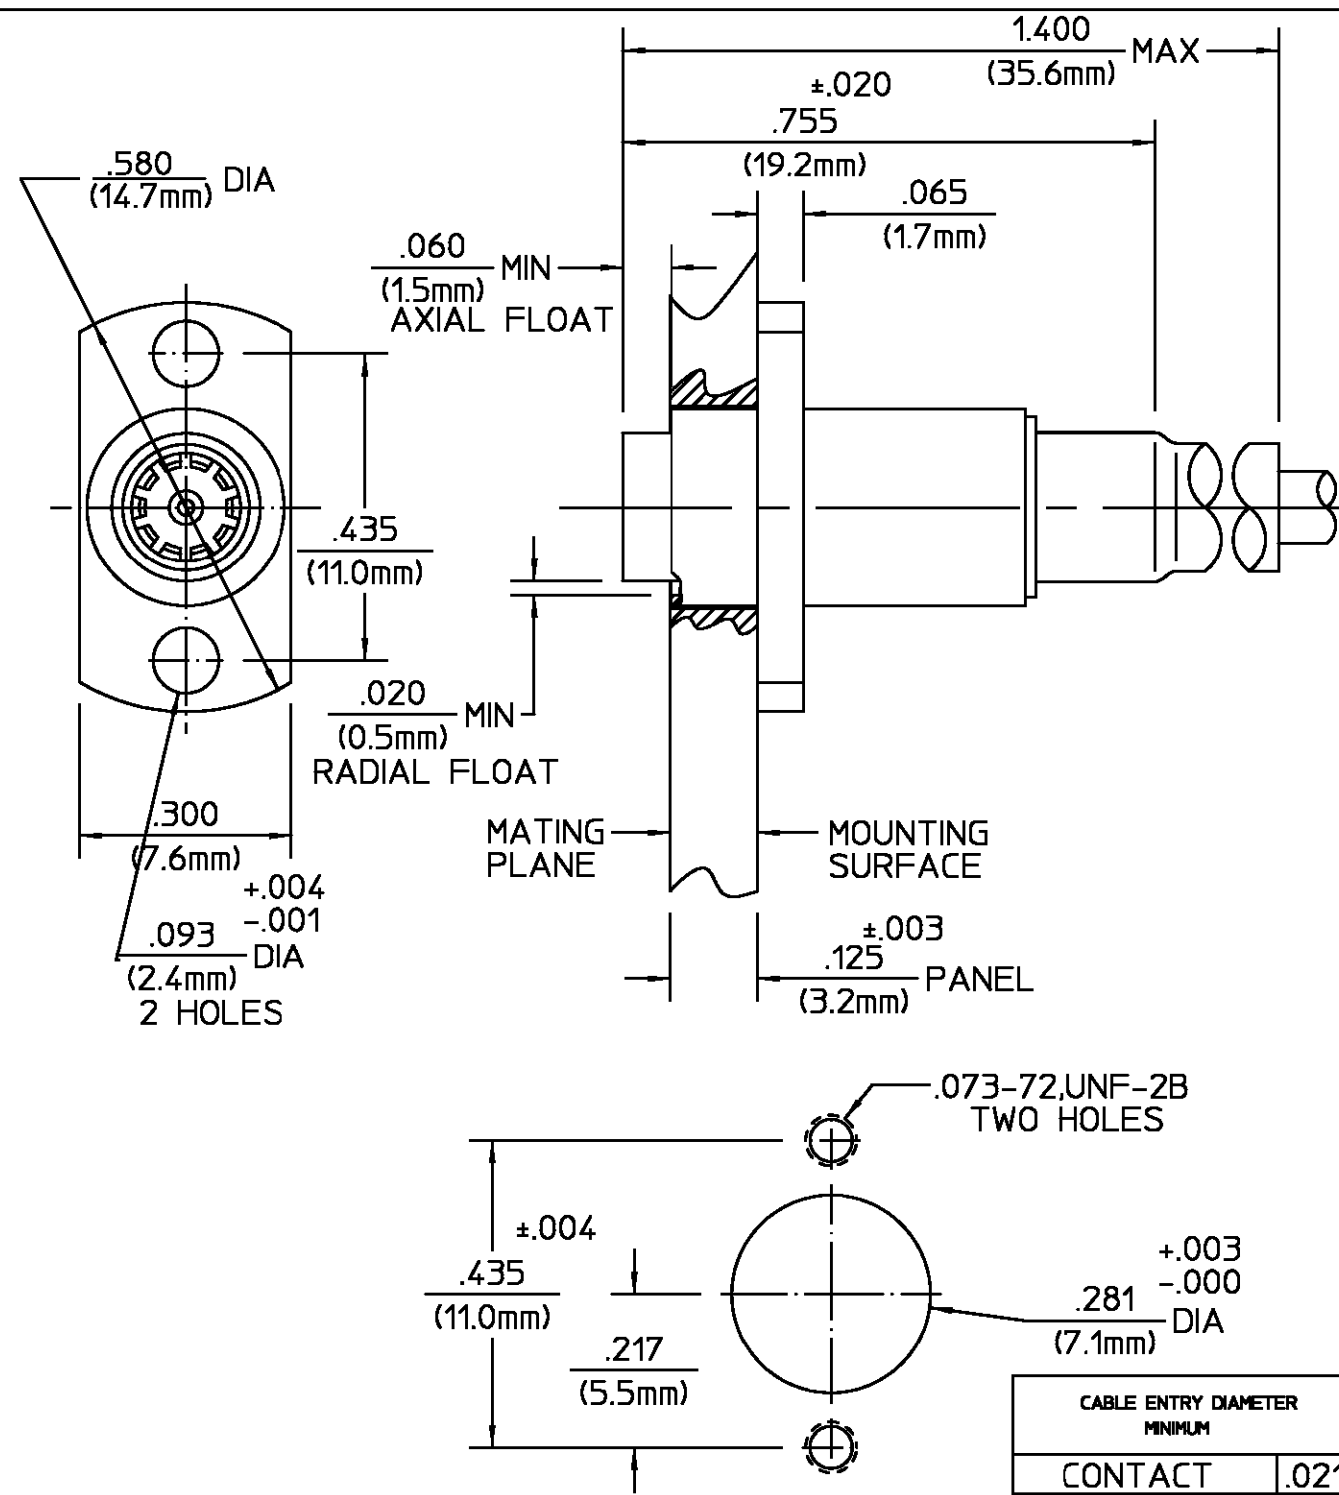 1.400
(35.6mm) MAX
±.020
.755
(19.2mm)
.580
(14.7mm) DIA
.065
(1.7mm)
.060
(1.5mm) MIN
AXIAL FLOAT
.435
(11.0mm)
.020
(0.5mm) MIN
RADIAL FLOAT
.300
(7.6mm)
MATING
PLANE
MOUNTING
SURFACE
+.004
-.001
.093
(2.4mm) DIA
2 HOLES
±.003
.125
(3.2mm) PANEL
.073-72,UNF-2B
TWO HOLES
±.004
.435
(11.0mm)
.217
(5.5mm)
+.003
-.000
.281
(7.1mm) DIA
CABLE ENTRY DIAMETER
MINIMUM
CONTACT